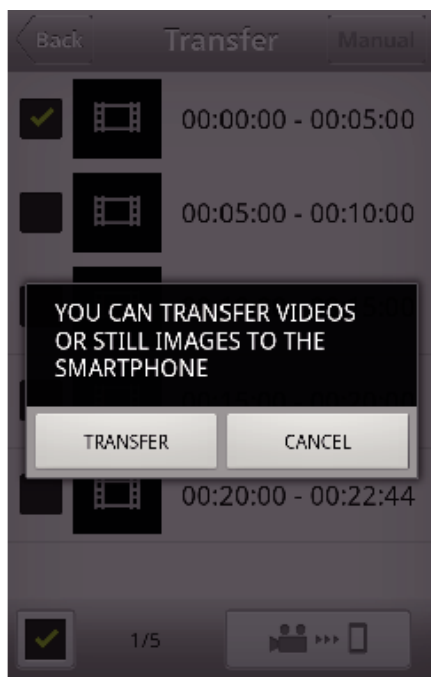 Back Transfer Manual
00:00:00 - 00:05:00
00:05:00 - 00:10:00
YOU CAN TRANSFER VIDEOS
OR STILL IMAGES TO THE
SMARTPHONE
TRANSFER CANCEL
00:20:00 - 00:22:44
1/5